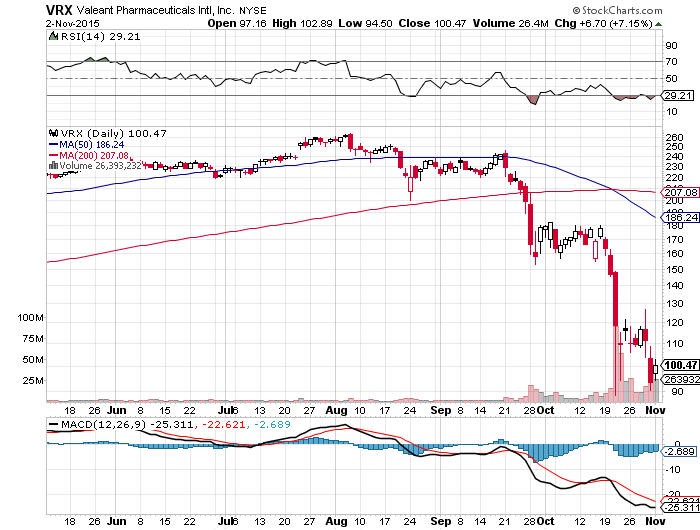 VRX Valeant Pharmaceuticals Intl, Inc. NYSE © StockCharts.com
2-Nov-2015 Open 97.16 High 102.89 Low 94.50 Close 100.47 Volume 26.4M Chg +6.70 (+7.15%)
RSI(14) 29.21
90
70
50
29.21
10
VRX (Daily) 100.47
MA(50) 186.24
MA(200) 207.08
Volume 26,393,232
260
250
240
230
220
210
207.08
200
190
186.24
180
170
160
150
140
130
120
110
100.47
263932
90
100M
75M
50M
25M
18 26 Jun 8 15 22 Jul 6 13 20 27 Aug 10 17 24 Sep 8 14 21 28 Oct 12 19 26 Nov
MACD(12,26,9) -25.311, -22.621, -2.689
0
-2.689
-10
-20
-22.621
-25.311
18 26 Jun 8 15 22 Jul 6 13 20 27 Aug 10 17 24 Sep 8 14 21 28 Oct 12 19 26 Nov